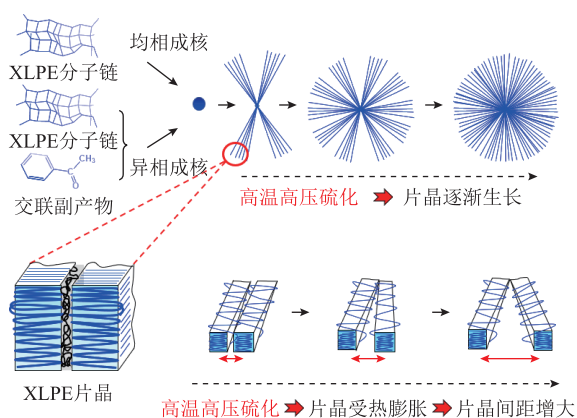 XLPE分子链
均相成核
XLPE分子链
异相成核
CH₃
C
O
交联副产物
高温高压硫化 片晶逐渐生长
XLPE片晶
高温高压硫化 片晶受热膨胀 片晶间距增大